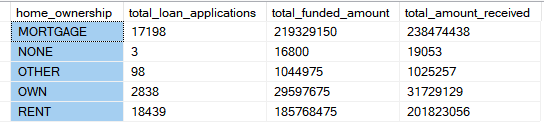 home_ownership total_loan_applications total_funded_amount total_amount_received
MORTGAGE 17198 219329150 238474438
NONE 3 16800 19053
OTHER 98 1044975 1025257
OWN 2838 29597675 31729129
RENT 18439 185768475 201823056